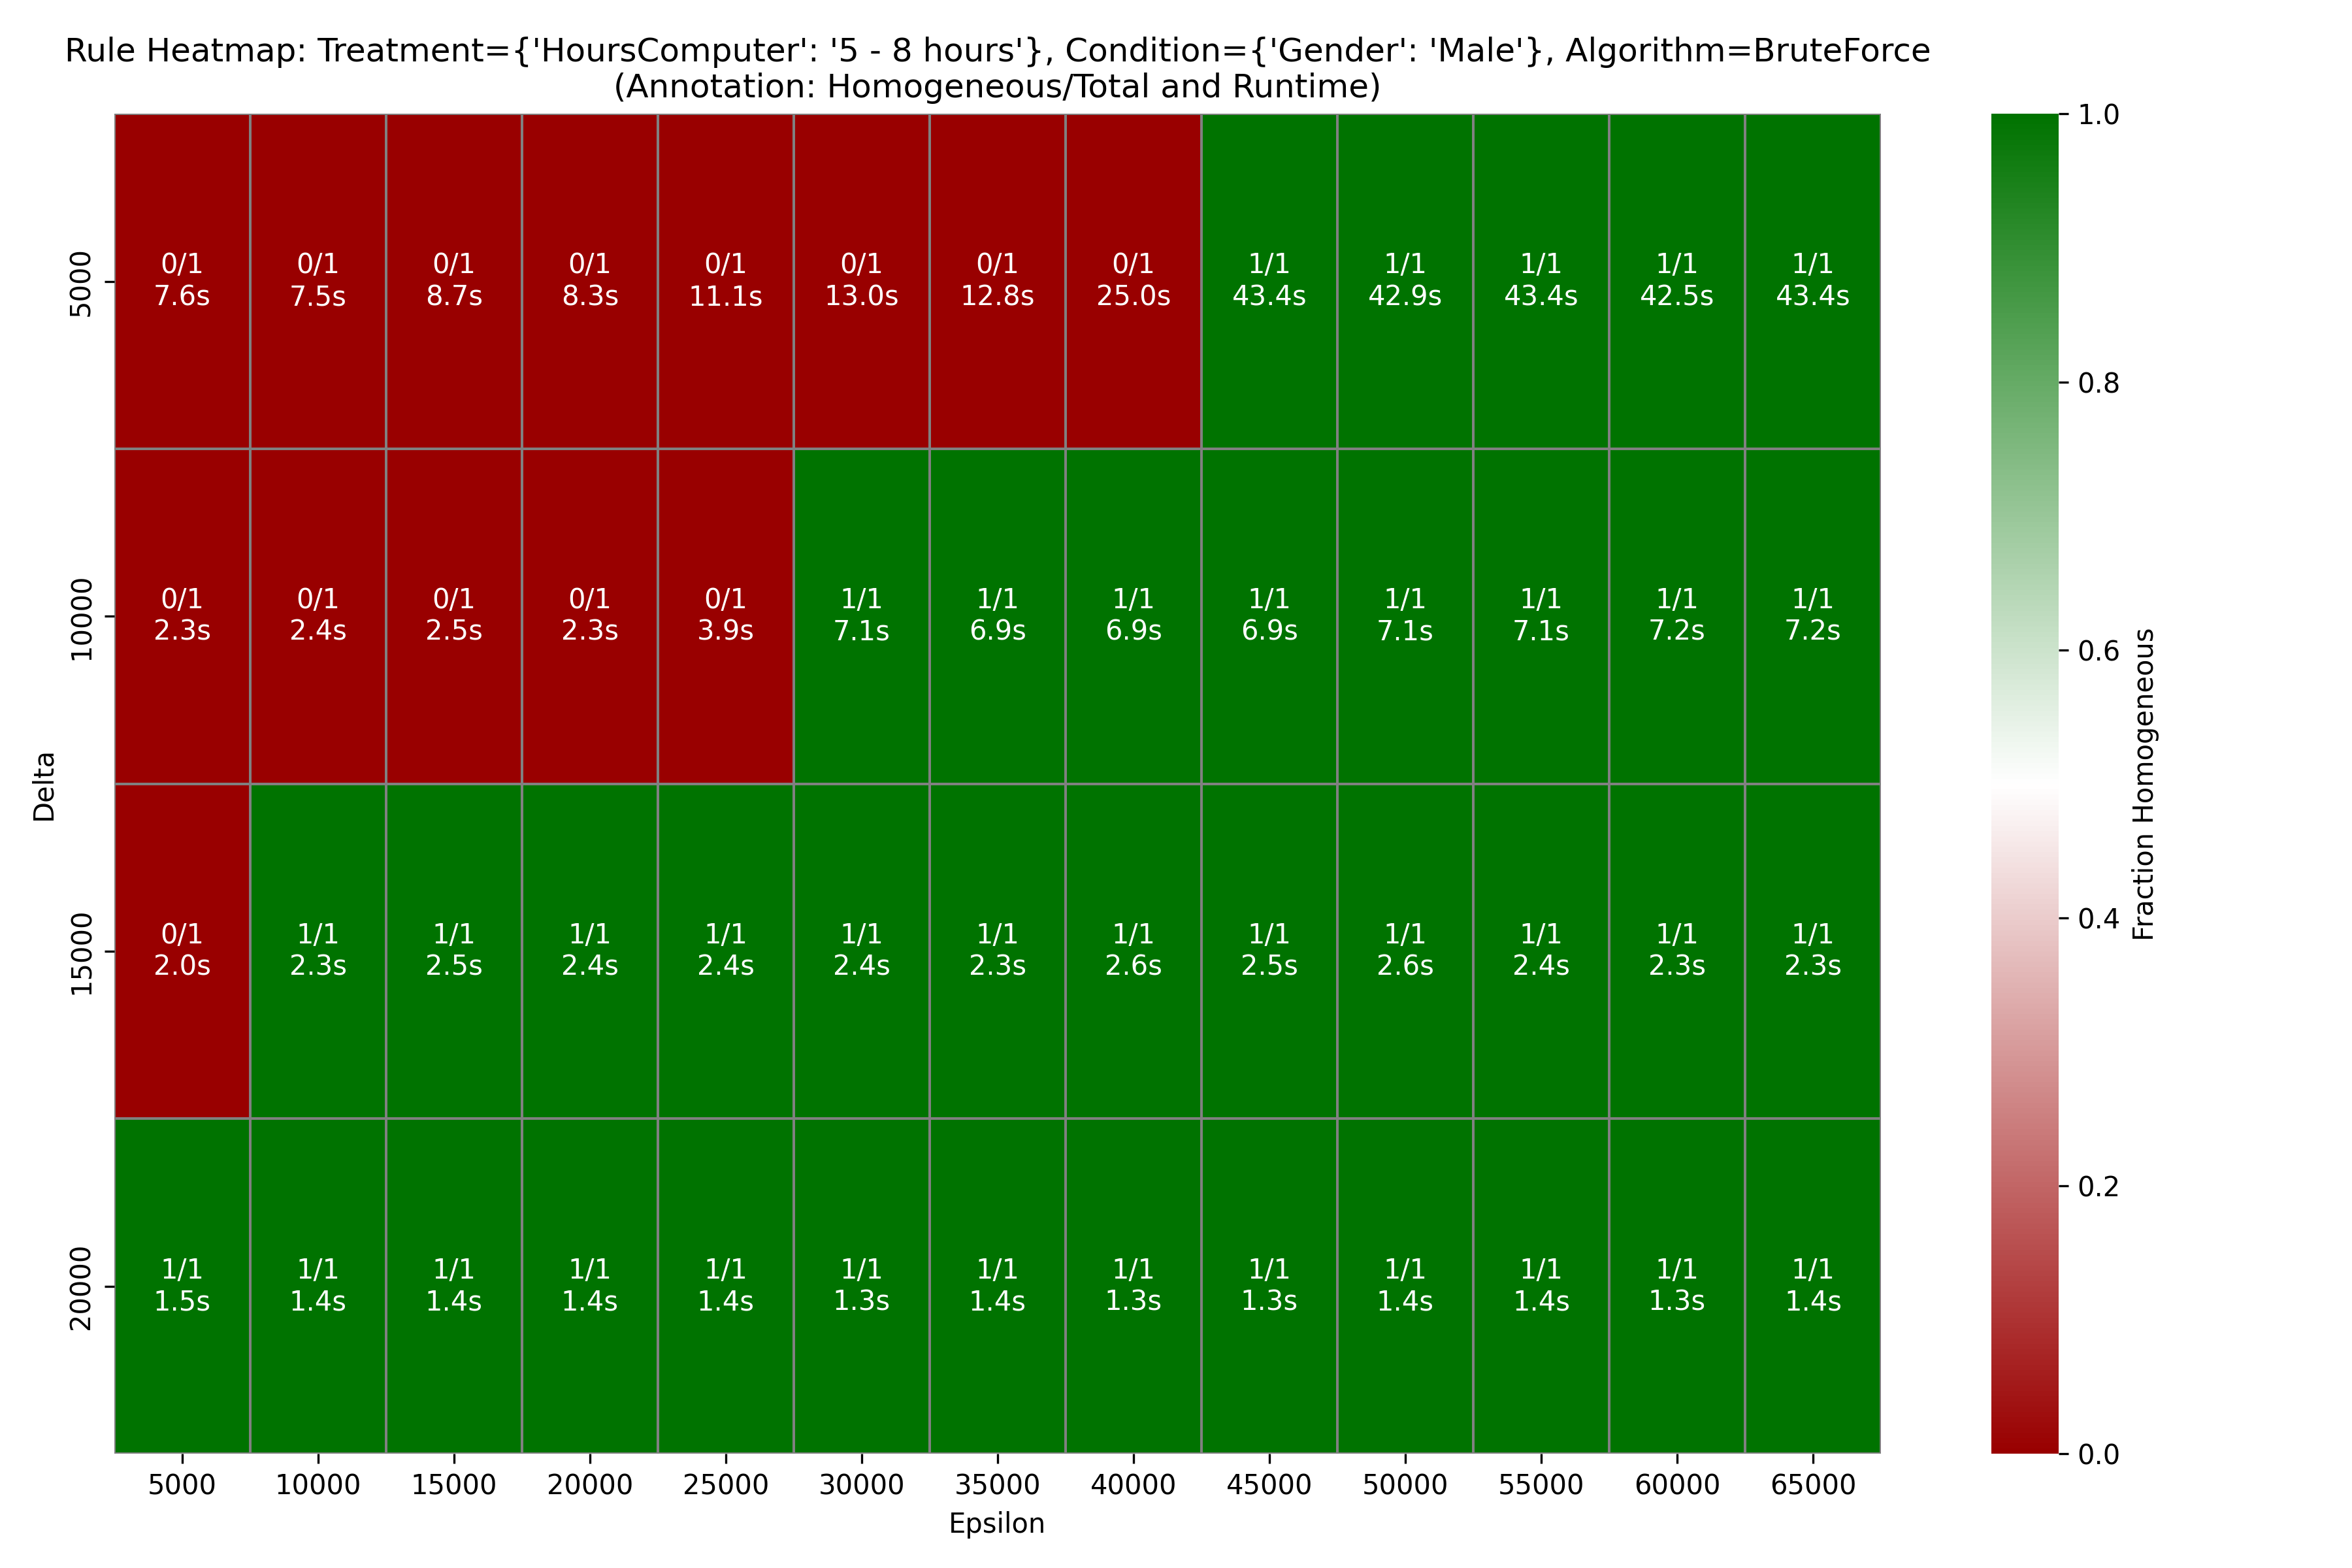 Rule Heatmap: Treatment={'HoursComputer': '5 - 8 hours'}, Condition={'Gender': 'Male'}, Algorithm=BruteForce
(Annotation: Homogeneous/Total and Runtime)
Delta
5000
0/1 0/1 0/1 0/1 0/1 0/1 0/1 0/1 1/1 1/1 1/1 1/1 1/1
7.6s 7.5s 8.7s 8.3s 11.1s 13.0s 12.8s 25.0s 43.4s 42.9s 43.4s 42.5s 43.4s
10000
0/1 0/1 0/1 0/1 0/1 1/1 1/1 1/1 1/1 1/1 1/1 1/1 1/1
2.3s 2.4s 2.5s 2.3s 3.9s 7.1s 6.9s 6.9s 6.9s 7.1s 7.1s 7.2s 7.2s
15000
0/1 1/1 1/1 1/1 1/1 1/1 1/1 1/1 1/1 1/1 1/1 1/1 1/1
2.0s 2.3s 2.5s 2.4s 2.4s 2.4s 2.3s 2.6s 2.5s 2.6s 2.4s 2.3s 2.3s
20000
1/1 1/1 1/1 1/1 1/1 1/1 1/1 1/1 1/1 1/1 1/1 1/1 1/1
1.5s 1.4s 1.4s 1.4s 1.4s 1.3s 1.4s 1.3s 1.3s 1.4s 1.4s 1.3s 1.4s
5000 10000 15000 20000 25000 30000 35000 40000 45000 50000 55000 60000 65000
Epsilon
1.0
0.8
0.6
0.4
0.2
0.0
Fraction Homogeneous